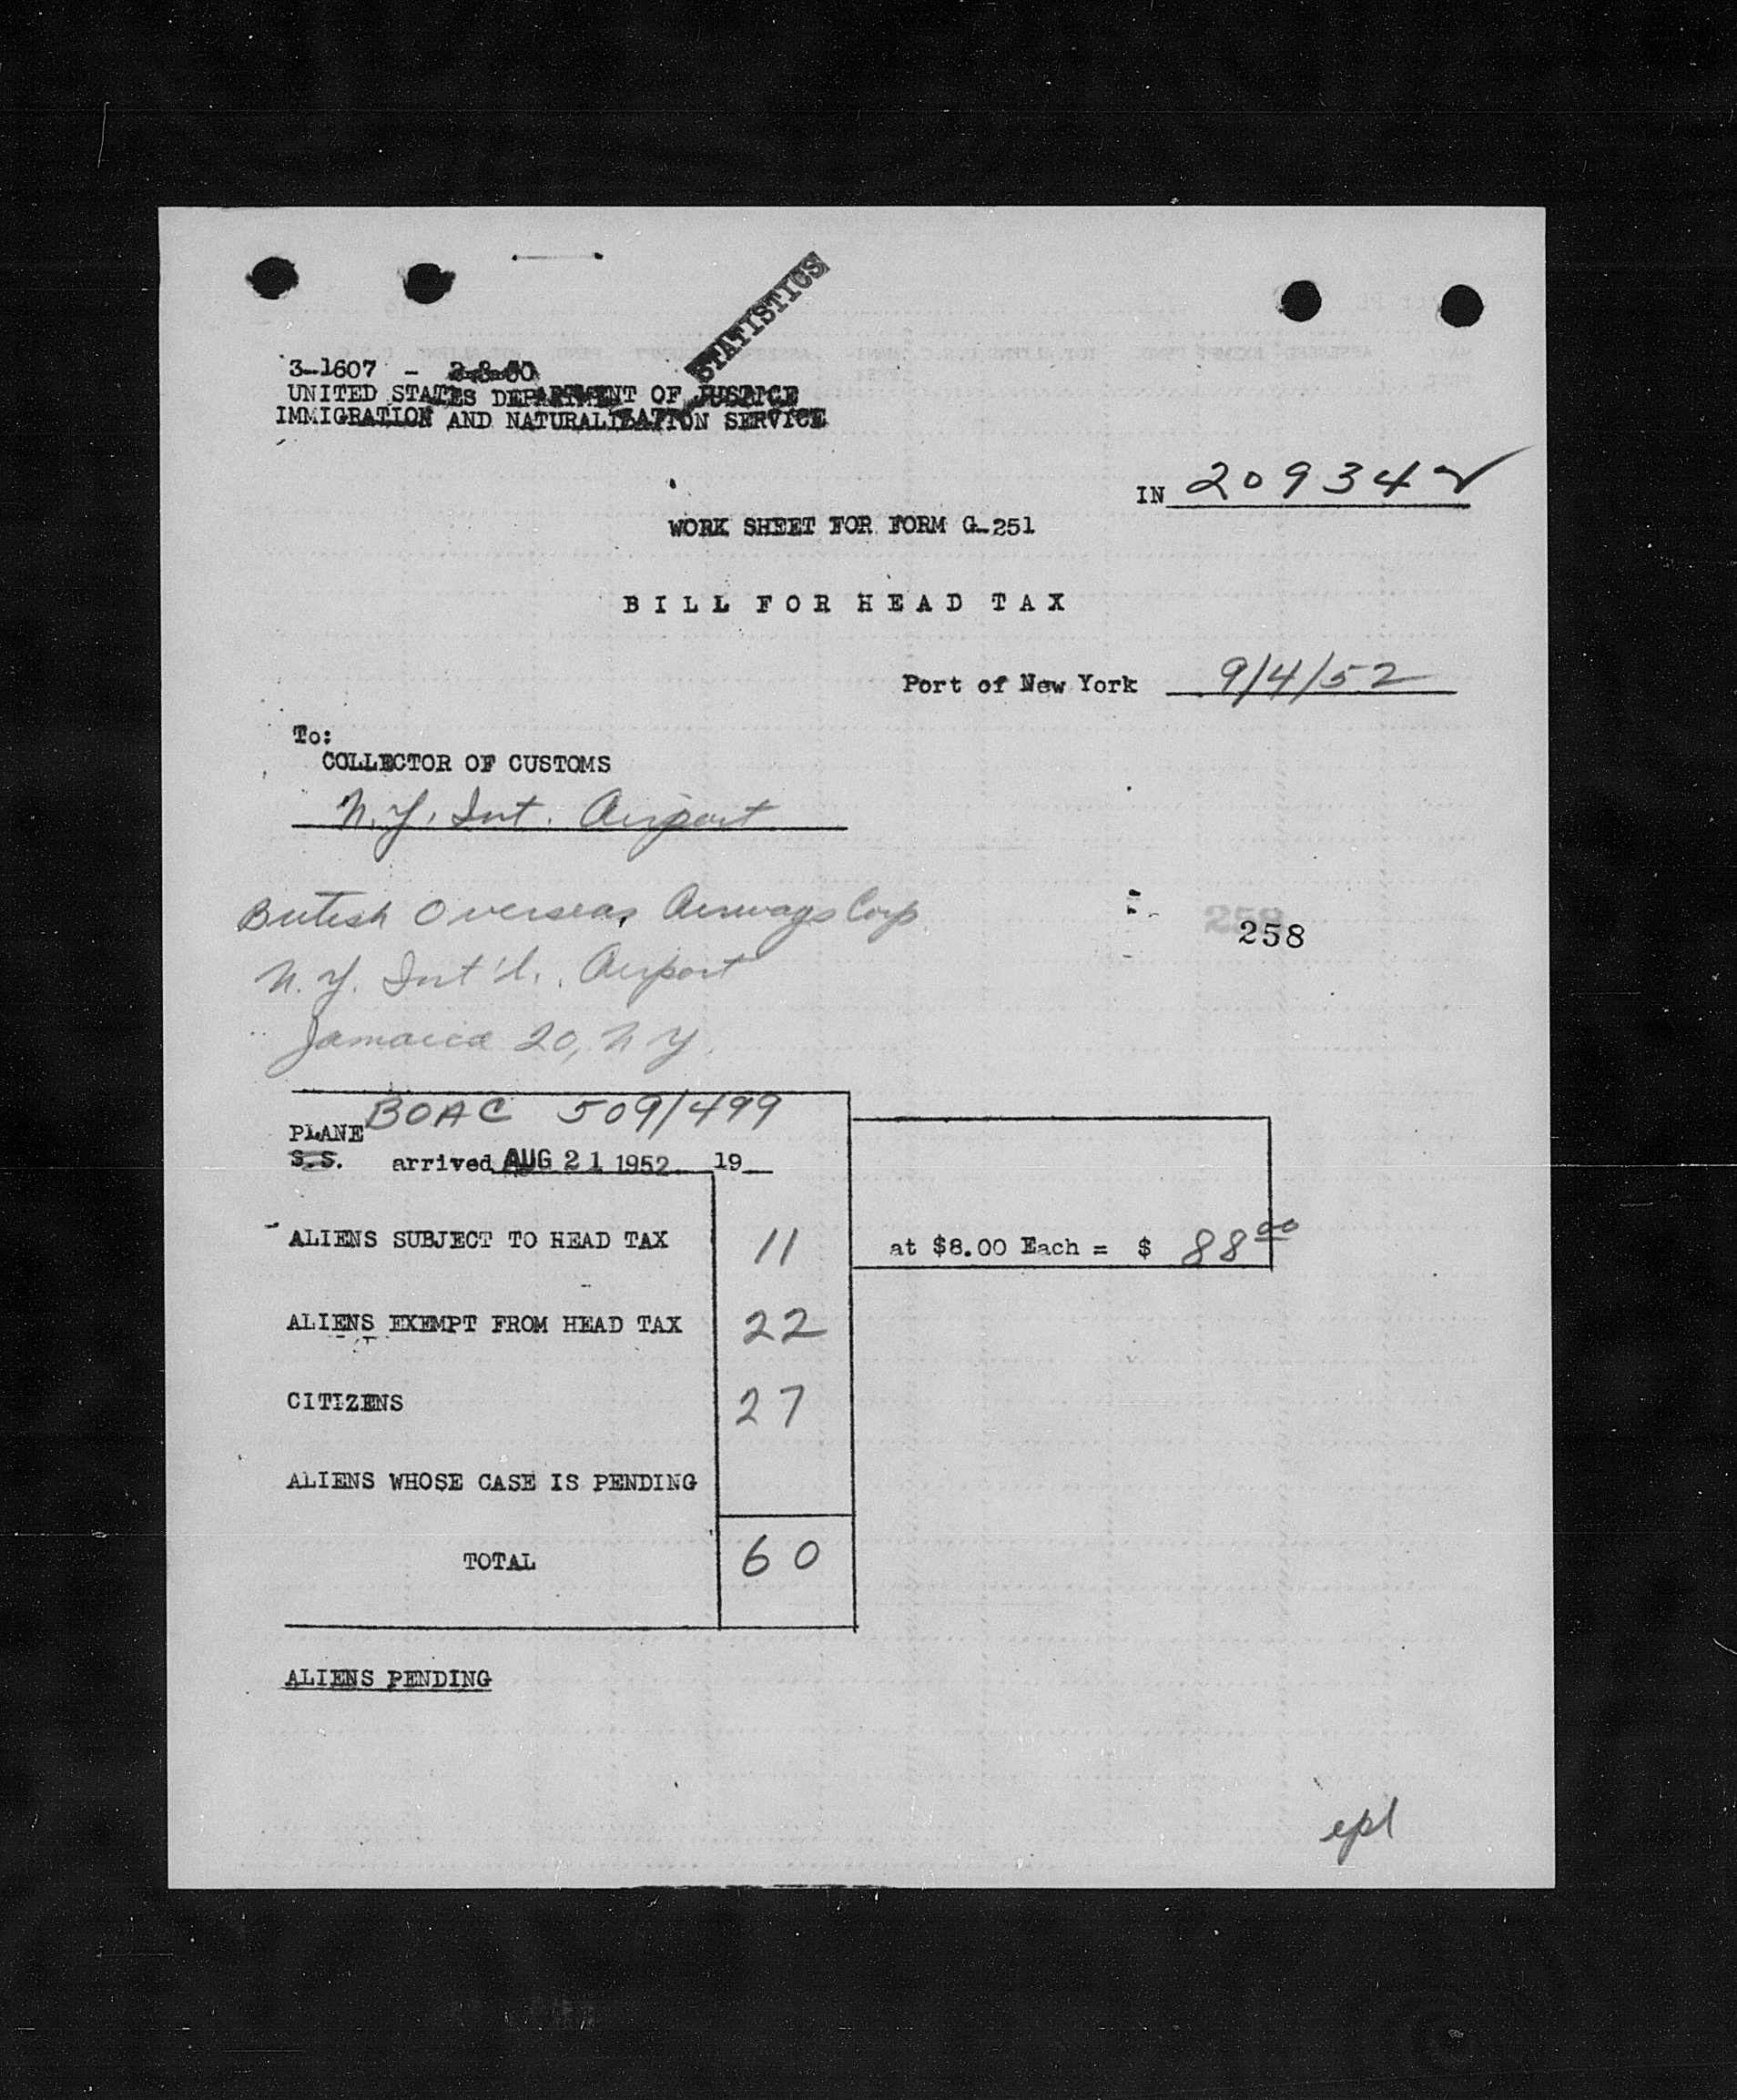 STATISTICS
3-1607 - 2-8-50
UNITED STATES DEPARTMENT OF JUSTICE
IMMIGRATION AND NATURALIZATION SERVICE
IN 20934
WORK SHEET FOR FORM G-251
BILL FOR HEAD TAX
Port of New York 9/4/52
To:
COLLECTOR OF CUSTOMS
N.Y. Int. Airport
British Overseas Airways Corp
258
N.Y. Int'l. Airport
Jamaica 20, N Y.
BOAC 509/499
PLANE
S.S. arrived AUG 21 1952 19
ALIENS SUBJECT TO HEAD TAX 11 at $8.00 Each = $ 88 00
ALIENS EXEMPT FROM HEAD TAX 22
CITIZENS 27
ALIENS WHOSE CASE IS PENDING
TOTAL 60
ALIENS PENDING
epl